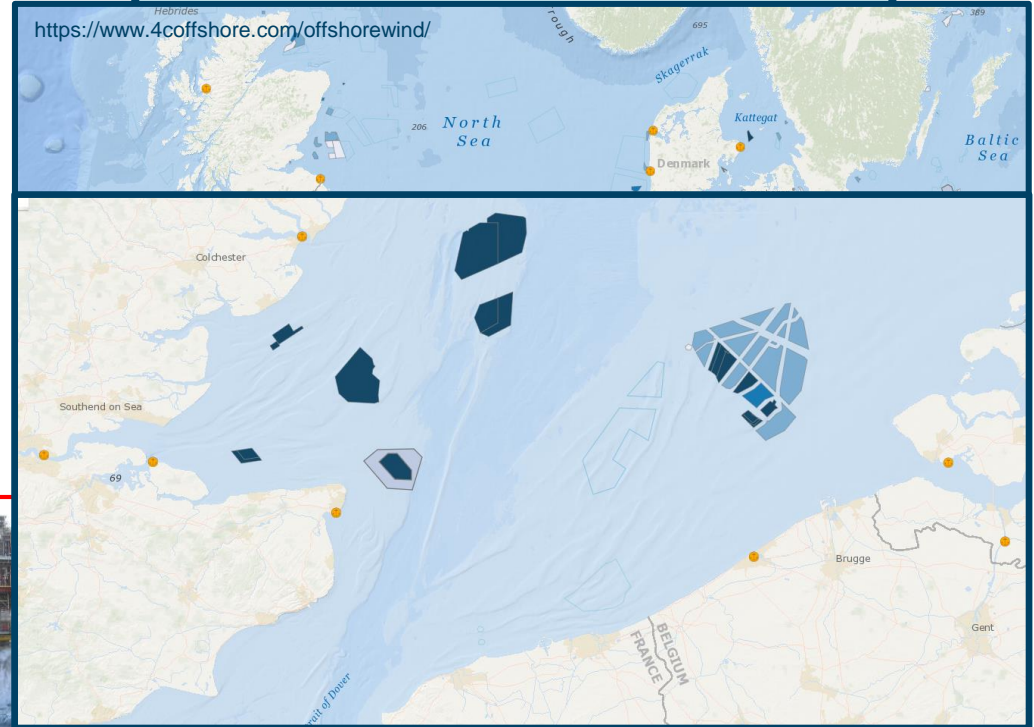 Hebrides
https://www.4coffshore.com/offshorewind/
rough
695
389
Skagerrak
206
North
Sea
Kattegat
Denmark
Baltic
Sea
Colchester
Southend on Sea
69
Brugge
Gent
BELGIUM
FRANCE
rait of Dover